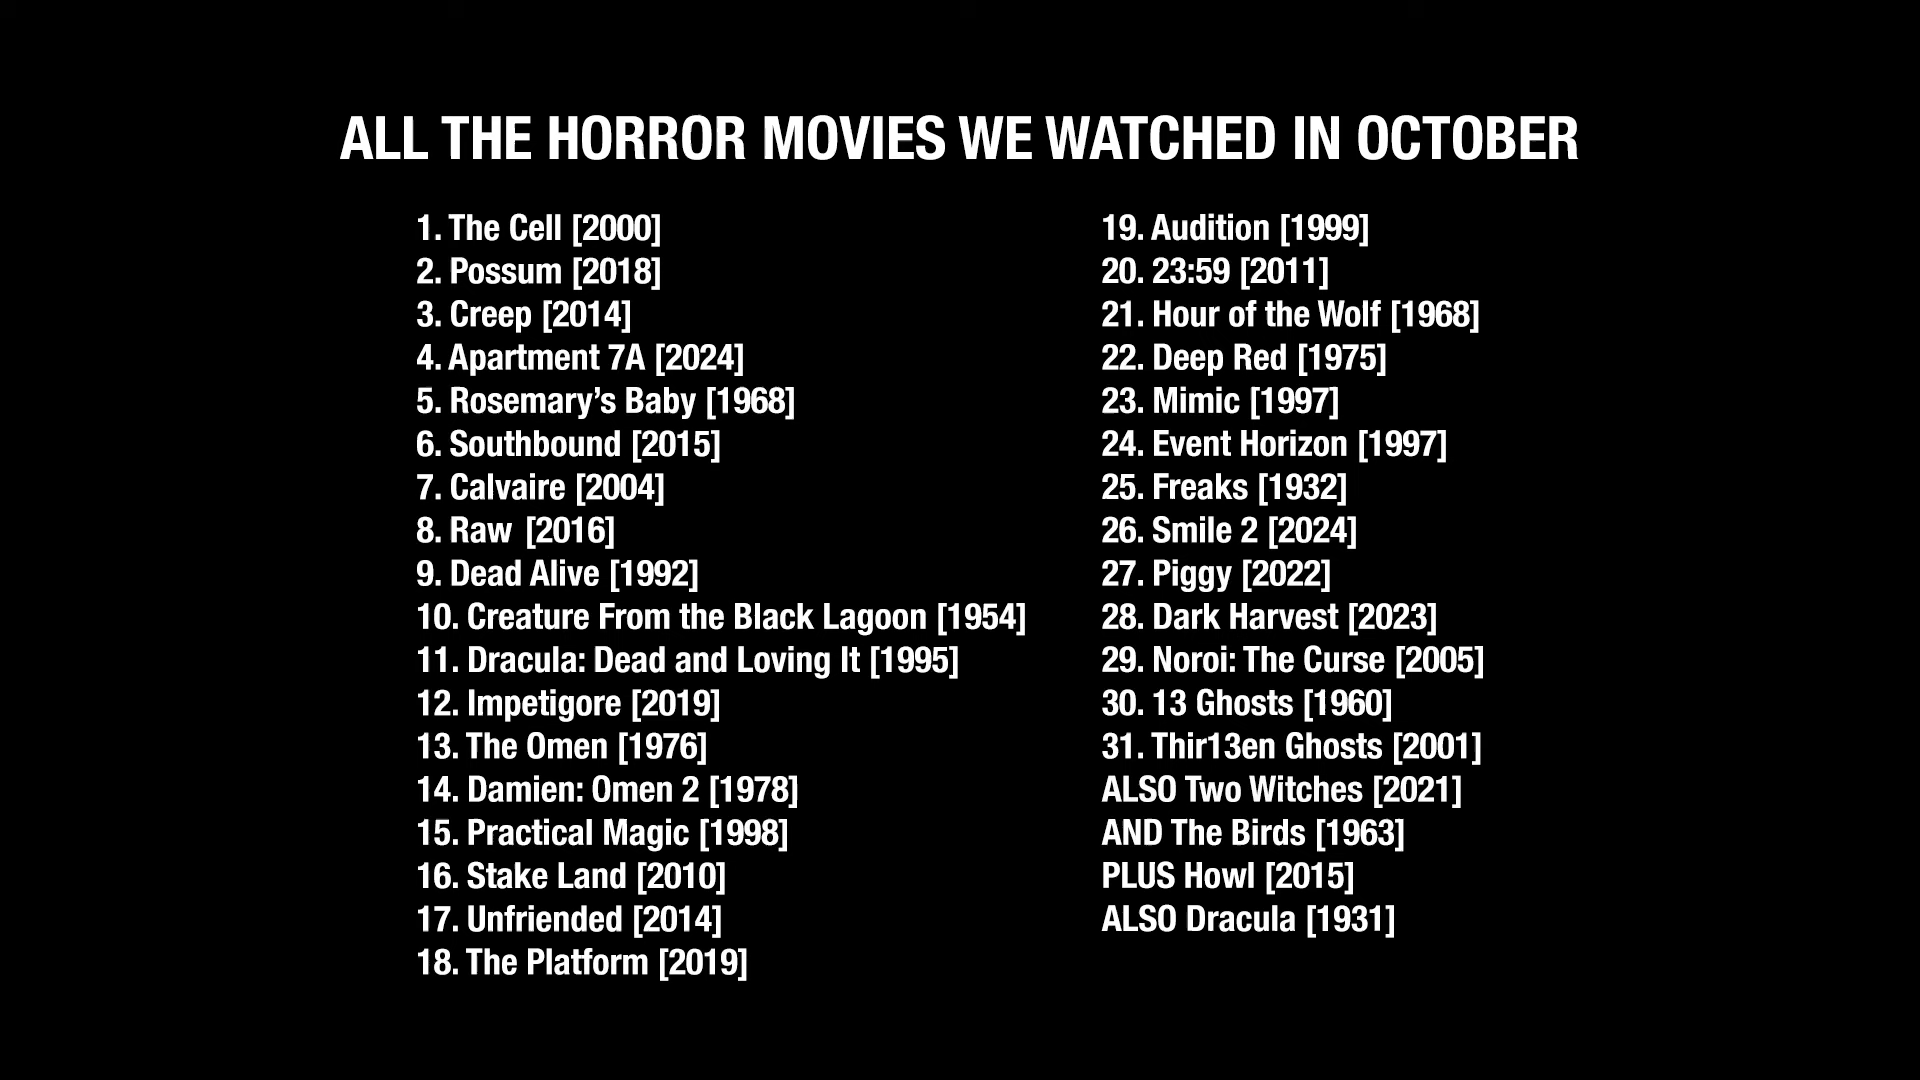 ALL THE HORROR MOVIES WE WATCHED IN OCTOBER
1. The Cell [2000]
2. Possum [2018]
3. Creep [2014]
4. Apartment 7A [2024]
5. Rosemary’s Baby [1968]
6. Southbound [2015]
7. Calvaire [2004]
8. Raw [2016]
9. Dead Alive [1992]
10. Creature From the Black Lagoon [1954]
11. Dracula: Dead and Loving It [1995]
12. Impetigore [2019]
13. The Omen [1976]
14. Damien: Omen 2 [1978]
15. Practical Magic [1998]
16. Stake Land [2010]
17. Unfriended [2014]
18. The Platform [2019]
19. Audition [1999]
20. 23:59 [2011]
21. Hour of the Wolf [1968]
22. Deep Red [1975]
23. Mimic [1997]
24. Event Horizon [1997]
25. Freaks [1932]
26. Smile 2 [2024]
27. Piggy [2022]
28. Dark Harvest [2023]
29. Noroi: The Curse [2005]
30. 13 Ghosts [1960]
31. Thir13en Ghosts [2001]
ALSO Two Witches [2021]
AND The Birds [1963]
PLUS Howl [2015]
ALSO Dracula [1931]